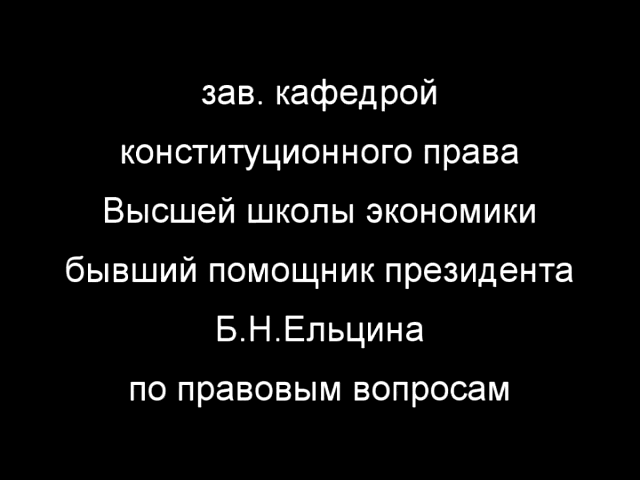 зав. кафедрой
конституционного права
Высшей школы экономики
бывший помощник президента
Б.Н.Ельцина
по правовым вопросам